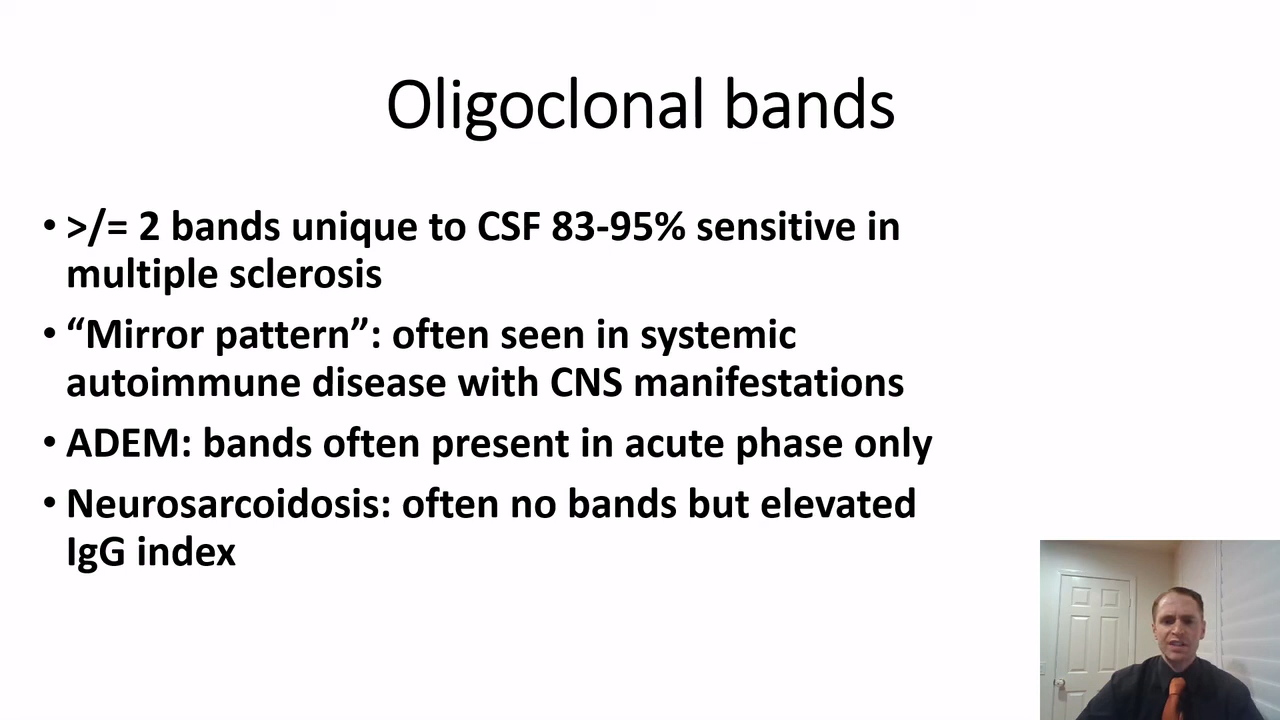 Oligoclonal bands
• >/= 2 bands unique to CSF 83-95% sensitive in
multiple sclerosis
• “Mirror pattern”: often seen in systemic
autoimmune disease with CNS manifestations
• ADEM: bands often present in acute phase only
• Neurosarcoidosis: often no bands but elevated
IgG index